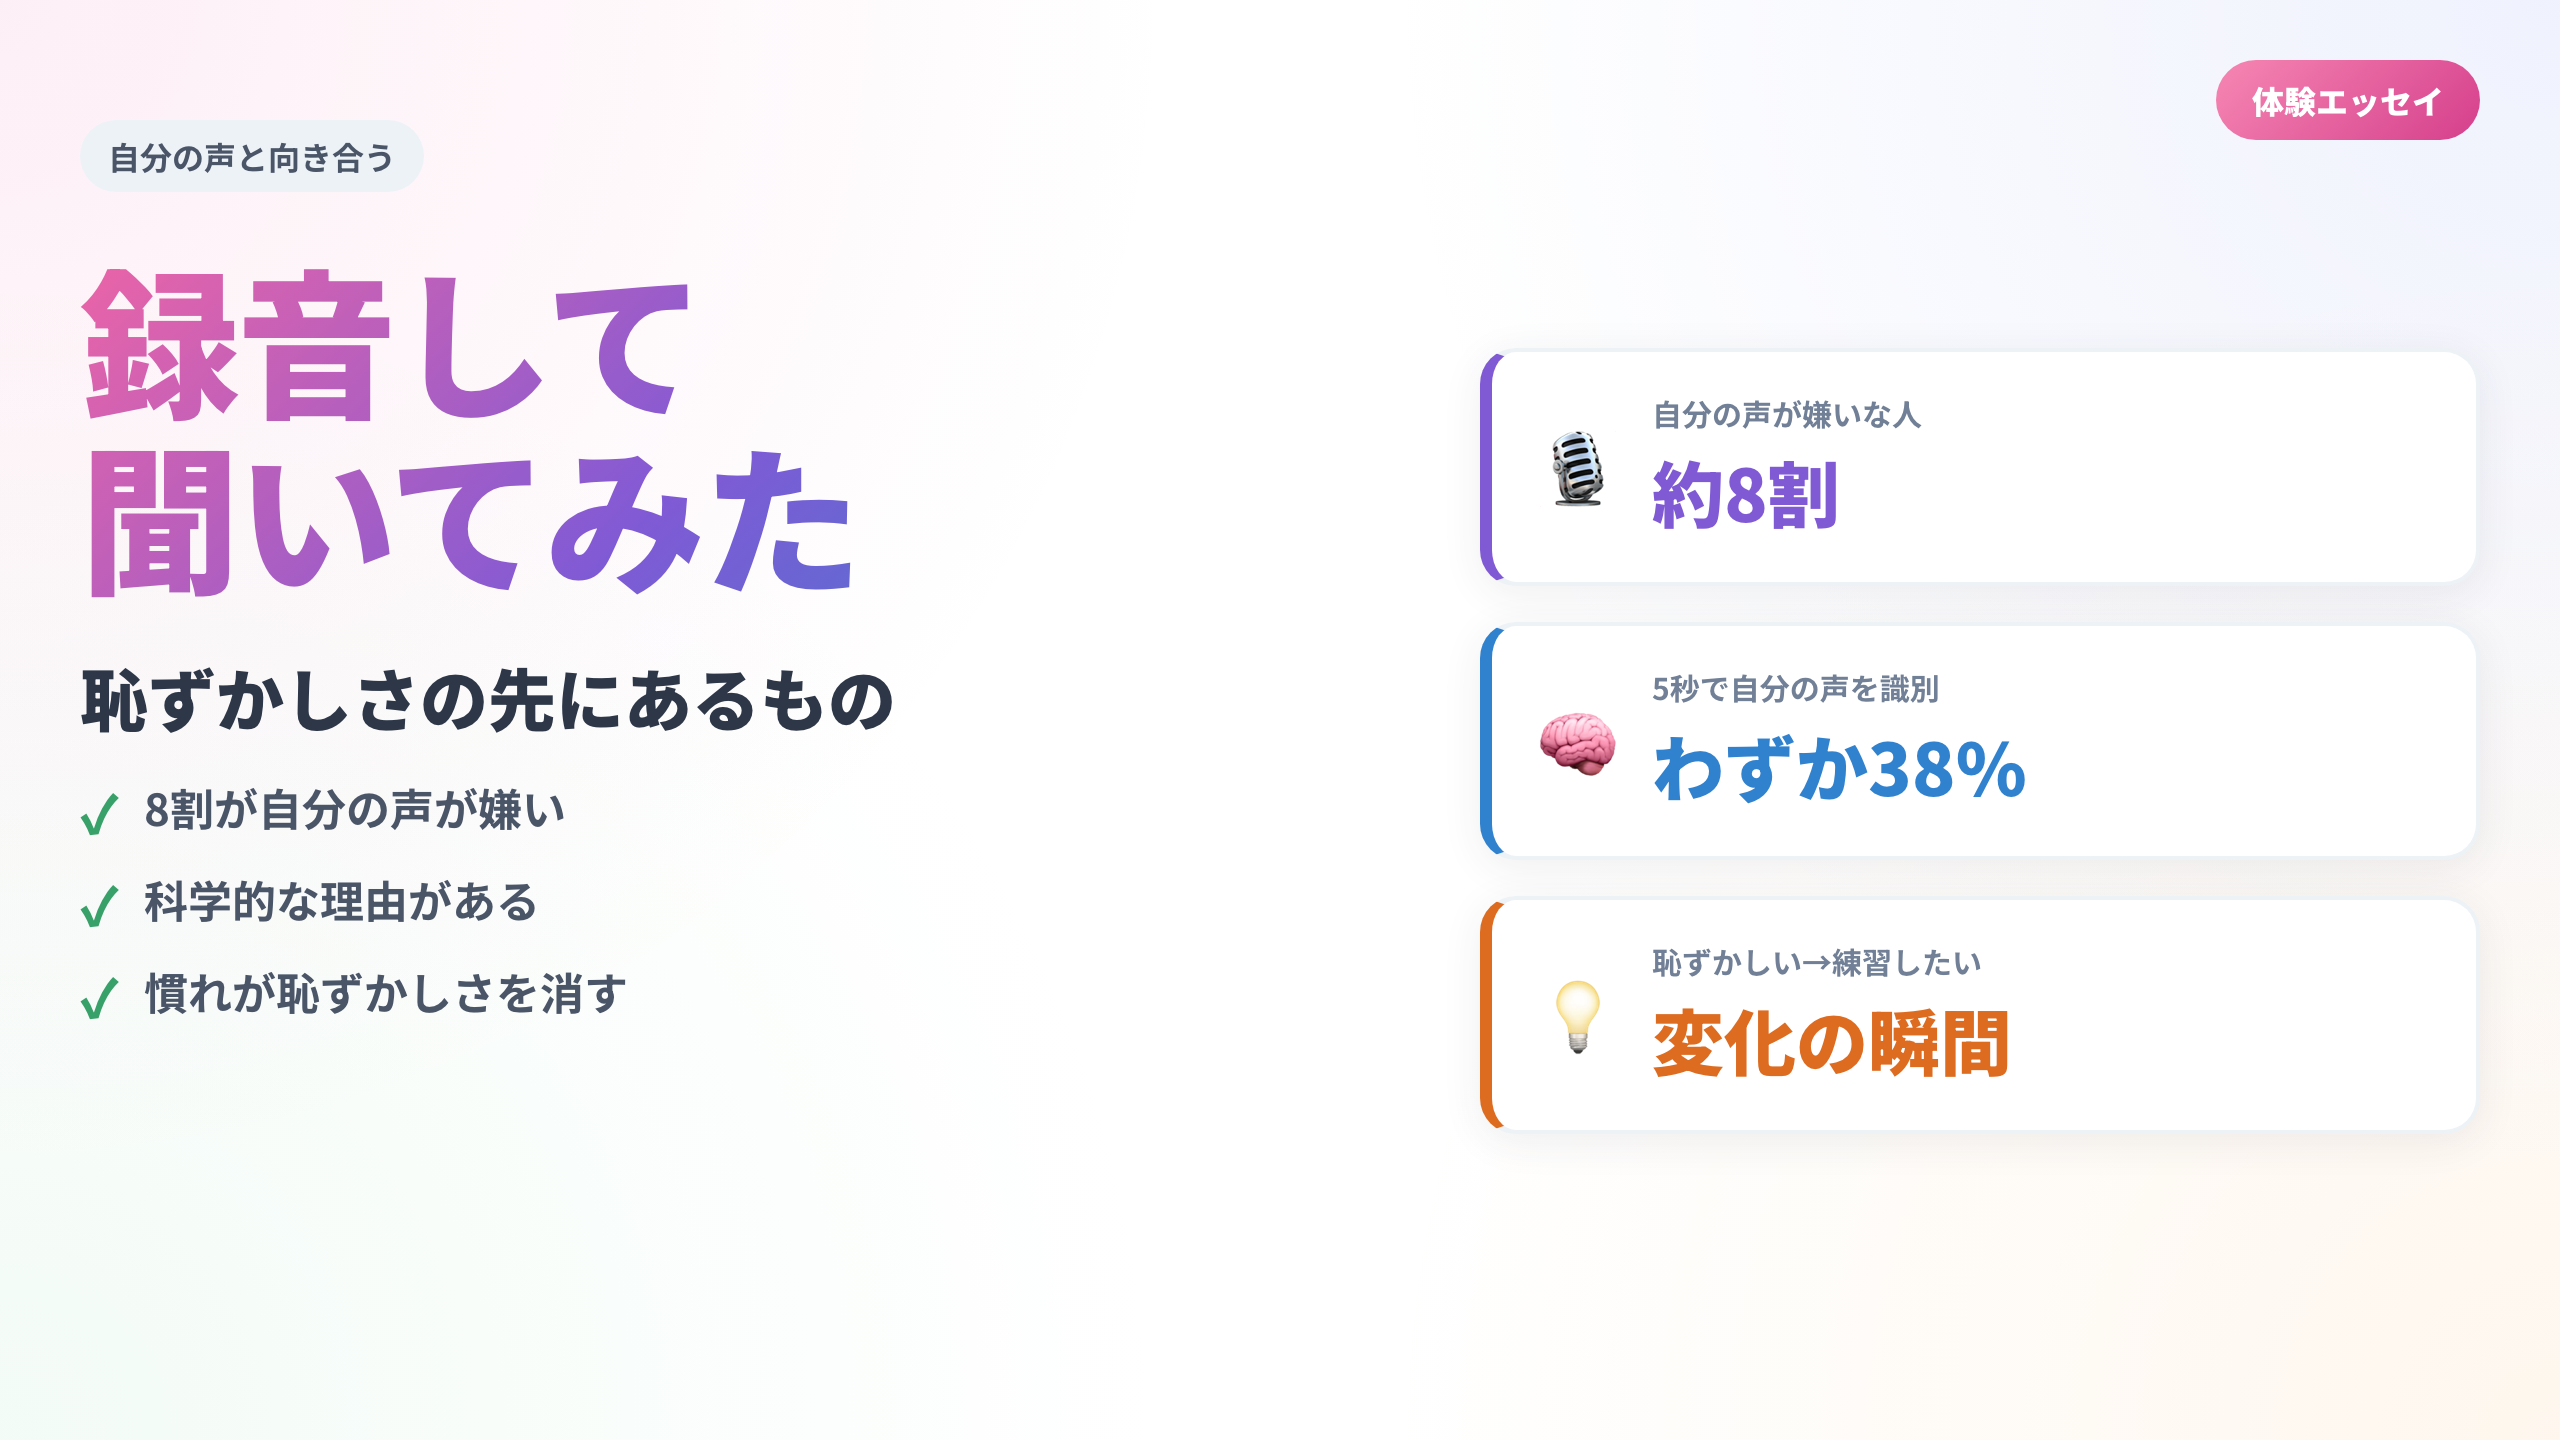 体験エッセイ
自分の声と向き合う
録音して
聞いてみた
恥ずかしさの先にあるもの
✓ 8割が自分の声が嫌い
✓ 科学的な理由がある
✓ 慣れが恥ずかしさを消す
自分の声が嫌いな人
約8割
5秒で自分の声を識別
わずか38%
恥ずかしい→練習したい
変化の瞬間